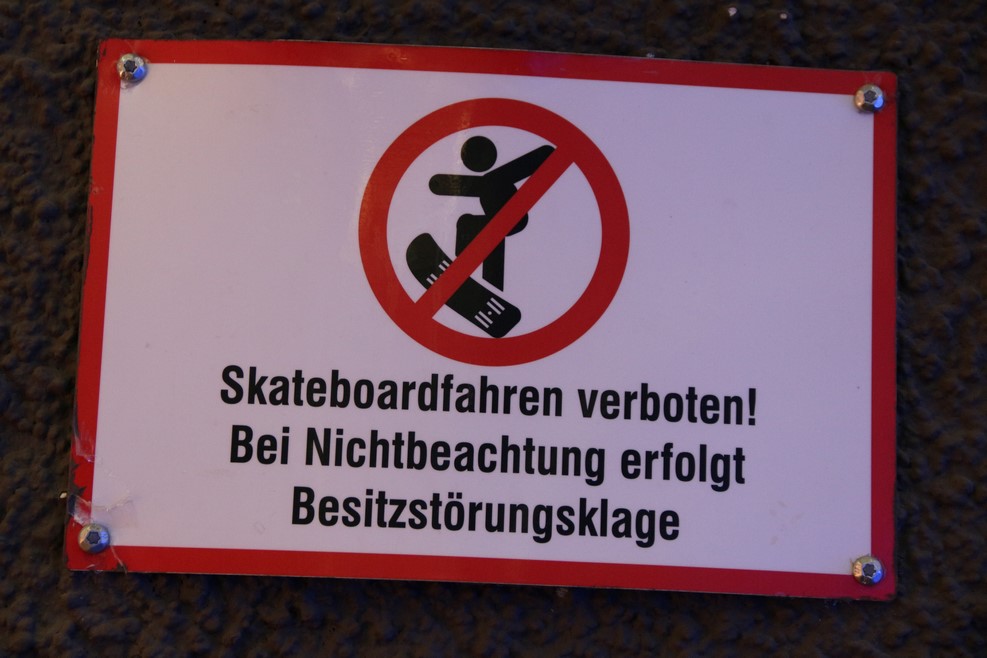 Skateboardfahren verboten!
Bei Nichtbeachtung erfolgt
Besitzstörungsklage